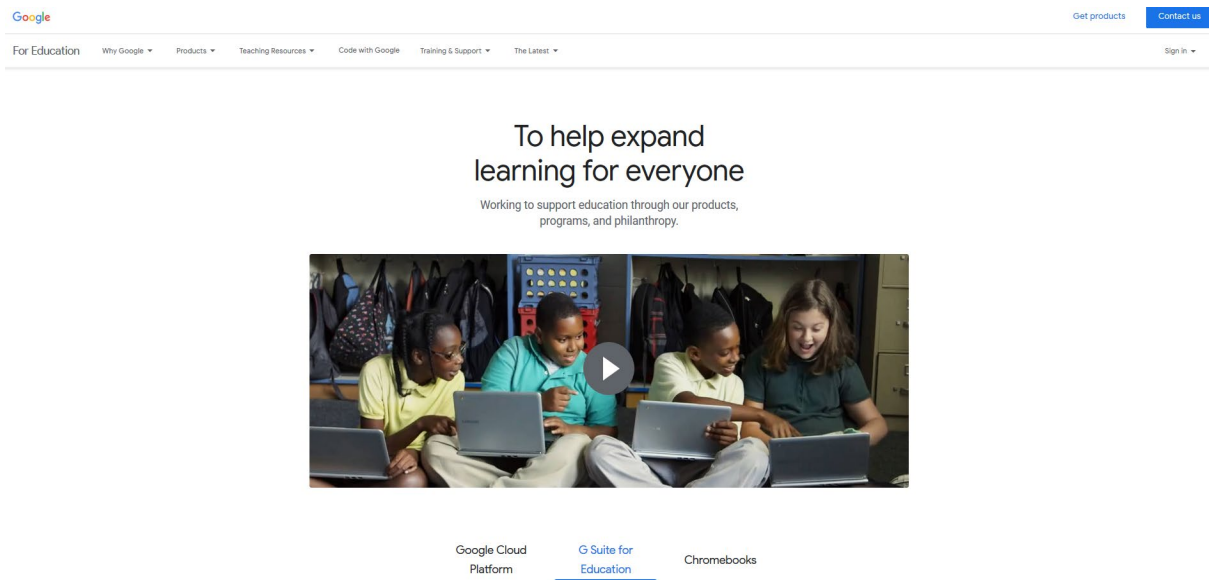 Google
Get products
Contact us
For Education
Why Google
Products
Teaching Resources
Code with Google
Training & Support
The Latest
Sign in
To help expand
learning for everyone
Working to support education through our products,
programs, and philanthropy.
Google Cloud
Platform
G Suite for
Education
Chromebooks